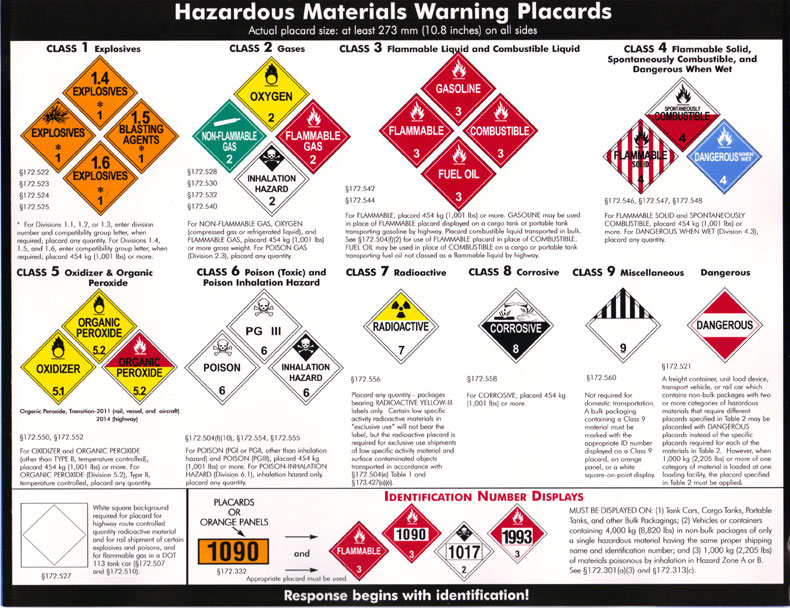 Hazardous Materials Warning Placards
Actual placard size: at least 273 mm (10.8 inches) on all sides
CLASS 1 Explosives
1.4
EXPLOSIVES
*
1
EXPLOSIVES
*
1
1.5
BLASTING
AGENTS
*
1
1.6
EXPLOSIVES
*
1
§172.522
§172.523
§172.524
§172.525
* For Divisions 1.1, 1.2, or 1.3, enter division
number and compatibility group letter, when
required; placard any quantity. For Divisions 1.4,
1.5, and 1.6, enter compatibility group letter, when
required; placard 454 kg (1,001 lbs) or more.
CLASS 2 Gases
OXYGEN
2
NON-FLAMMABLE
GAS
2
FLAMMABLE
GAS
2
INHALATION
HAZARD
2
§172.528
§172.530
§172.532
§172.540
For NON-FLAMMABLE GAS, OXYGEN
(compressed gas or refrigerated liquid), and
FLAMMABLE GAS, placard 454 kg (1,001 lbs)
or more gross weight. For POISON GAS
(Division 2.3), placard any quantity.
CLASS 3 Flammable Liquid and Combustible Liquid
GASOLINE
3
FLAMMABLE
3
COMBUSTIBLE
3
FUEL OIL
3
§172.542
§172.544
For FLAMMABLE, placard 454 kg (1,001 lbs) or more. GASOLINE may be used
in place of FLAMMABLE placard displayed on a cargo tank or portable tank
transporting gasoline by highway. Placard combustible liquid transported in bulk.
See §172.504(f)(2) for use of FLAMMABLE placard in place of COMBUSTIBLE.
FUEL OIL may be used in place of COMBUSTIBLE on a cargo or portable tank
transporting fuel oil not classed as a flammable liquid by highway.
CLASS 4 Flammable Solid,
Spontaneously Combustible, and
Dangerous When Wet
SPONTANEOUSLY
COMBUSTIBLE
4
FLAMMABLE
SOLID
4
DANGEROUS WHEN WET
4
§172.546, §172.547, §172.548
For FLAMMABLE SOLID and SPONTANEOUSLY
COMBUSTIBLE, placard 454 kg (1,001 lbs) or
more. For DANGEROUS WHEN WET (Division 4.3),
placard any quantity.
CLASS 5 Oxidizer & Organic
Peroxide
ORGANIC
PEROXIDE
5.2
OXIDIZER
5.1
ORGANIC
PEROXIDE
5.2
Organic Peroxide, Transition-2011 (rail, vessel, and aircraft)
2014 (highway)
§172.550, §172.552
For OXIDIZER and ORGANIC PEROXIDE
(other than TYPE B, temperature controlled),
placard 454 kg (1,001 lbs) or more. For
ORGANIC PEROXIDE (Division 5.2), Type B,
temperature controlled, placard any quantity.
CLASS 6 Poison (Toxic) and
Poison Inhalation Hazard
PG III
6
POISON
6
INHALATION
HAZARD
6
§172.504(f)(10), §172.554, §172.555
For POISON (PGI or PGII, other than inhalation
hazard) and POISON (PGIII), placard 454 kg
(1,001 lbs) or more. For POISON-INHALATION
HAZARD (Division 6.1), inhalation hazard only,
placard any quantity.
CLASS 7 Radioactive
RADIOACTIVE
7
§172.556
Placard any quantity - packages
bearing RADIOACTIVE YELLOW-III
labels only. Certain low specific
activity radioactive materials in
"exclusive use" will not bear the
label, but the radioactive placard is
required for exclusive use shipments
of low specific activity material and
surface contaminated objects
transported in accordance with
§172.504(e) Table 1 and
§173.427(a)(6).
CLASS 8 Corrosive
CORROSIVE
8
§172.558
For CORROSIVE, placard 454 kg
(1,001 lbs) or more.
CLASS 9 Miscellaneous
9
§172.560
Not required for
domestic transportation.
A bulk packaging
containing a Class 9
material must be
marked with the
appropriate ID number
displayed on a Class 9
placard, an orange
panel, or a white
square-on-point display.
Dangerous
DANGEROUS
§172.521
A freight container, unit load device,
transport vehicle, or rail car which
contains non-bulk packages with two
or more categories of hazardous
materials that require different
placards specified in Table 2 may be
placarded with DANGEROUS
placards instead of the specific
placards required for each of the
materials in Table 2. However, when
1,000 kg (2,205 lbs) or more of one
category of material is loaded at one
loading facility, the placard specified
in Table 2 must be applied.
White square background
required for placard for
highway route controlled
quantity radioactive material
and for rail shipment of certain
explosives and poisons, and
for flammable gas in a DOT
113 tank car (§172.507
and §172.510).
§172.527
IDENTIFICATION NUMBER DISPLAYS
PLACARDS
OR
ORANGE PANELS
1090
§172.332
and
Appropriate placard must be used.
FLAMMABLE
3
1090
3
1017
2
1993
3
MUST BE DISPLAYED ON: (1) Tank Cars, Cargo Tanks, Portable
Tanks, and other Bulk Packagings; (2) Vehicles or containers
containing 4,000 kg (8,820 lbs) in non-bulk packages of only
a single hazardous material having the same proper shipping
name and identification number; and (3) 1,000 kg (2,205 lbs)
of materials poisonous by inhalation in Hazard Zone A or B.
See §172.301(a)(3) and §172.313(c).
Response begins with identification!